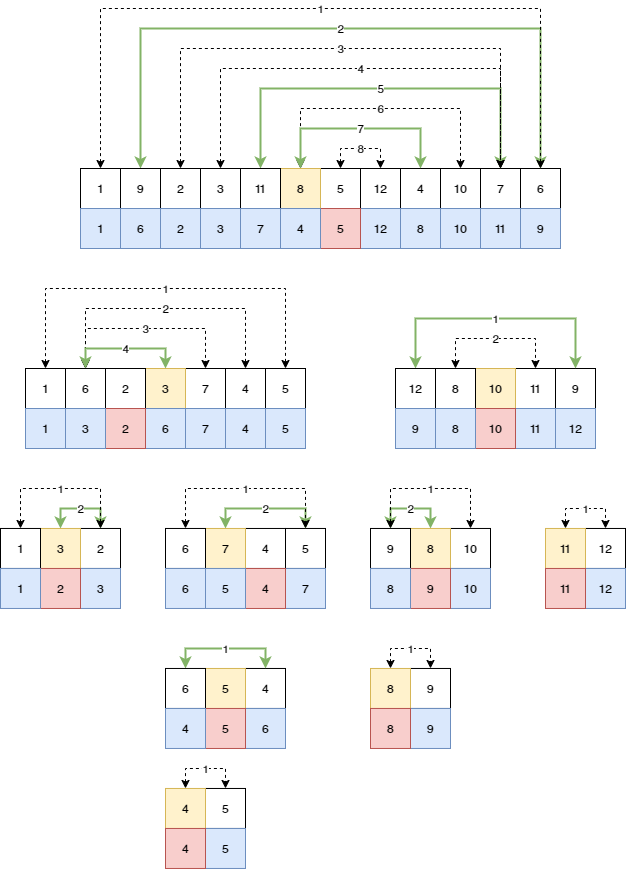 1
2
3
4
5
6
7
8
1 9 2 3 11 8 5 12 4 10 7 6
1 6 2 3 7 4 5 12 8 10 11 9
1
2
3
4
1
2
1 6 2 3 7 4 5
12 8 10 11 9
1 3 2 6 7 4 5
9 8 10 11 12
1 1 1
2 2 2 1
1 3 2
6 7 4 5
9 8 10
11 12
1 2 3
6 5 4 7
8 9 10
11 12
1 1
6 5 4
8 9
4 5 6
8 9
1
4 5
4 5